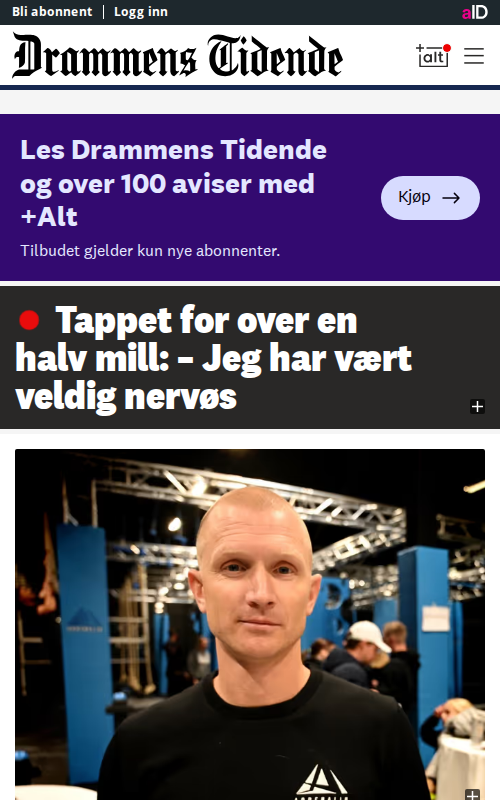 Bli abonnent | Logg inn
aID
Drammens Tidende
+alt
Les Drammens Tidende
og over 100 aviser med
+Alt
Kjøp →
Tilbudet gjelder kun nye abonnenter.
Tappet for over en
halv mill: – Jeg har vært
veldig nervøs